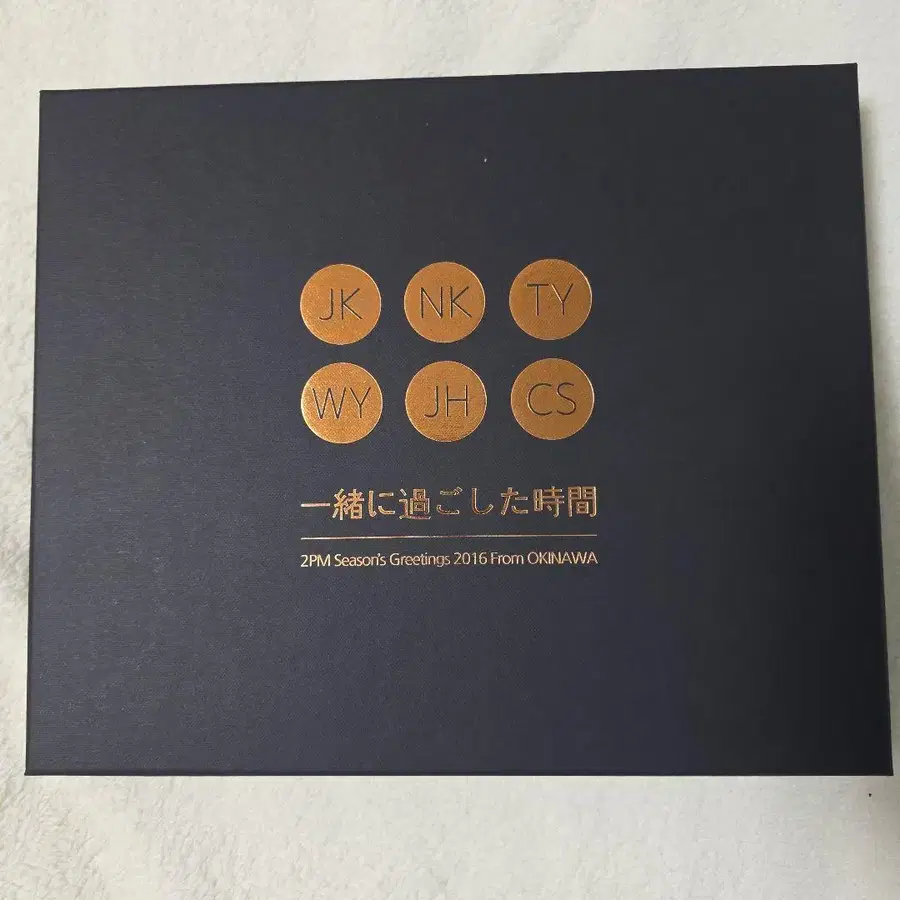 JK NK TY
WY JH CS
一緒に過ごした時間
2PM Season's Greetings 2016 From OKINAWA